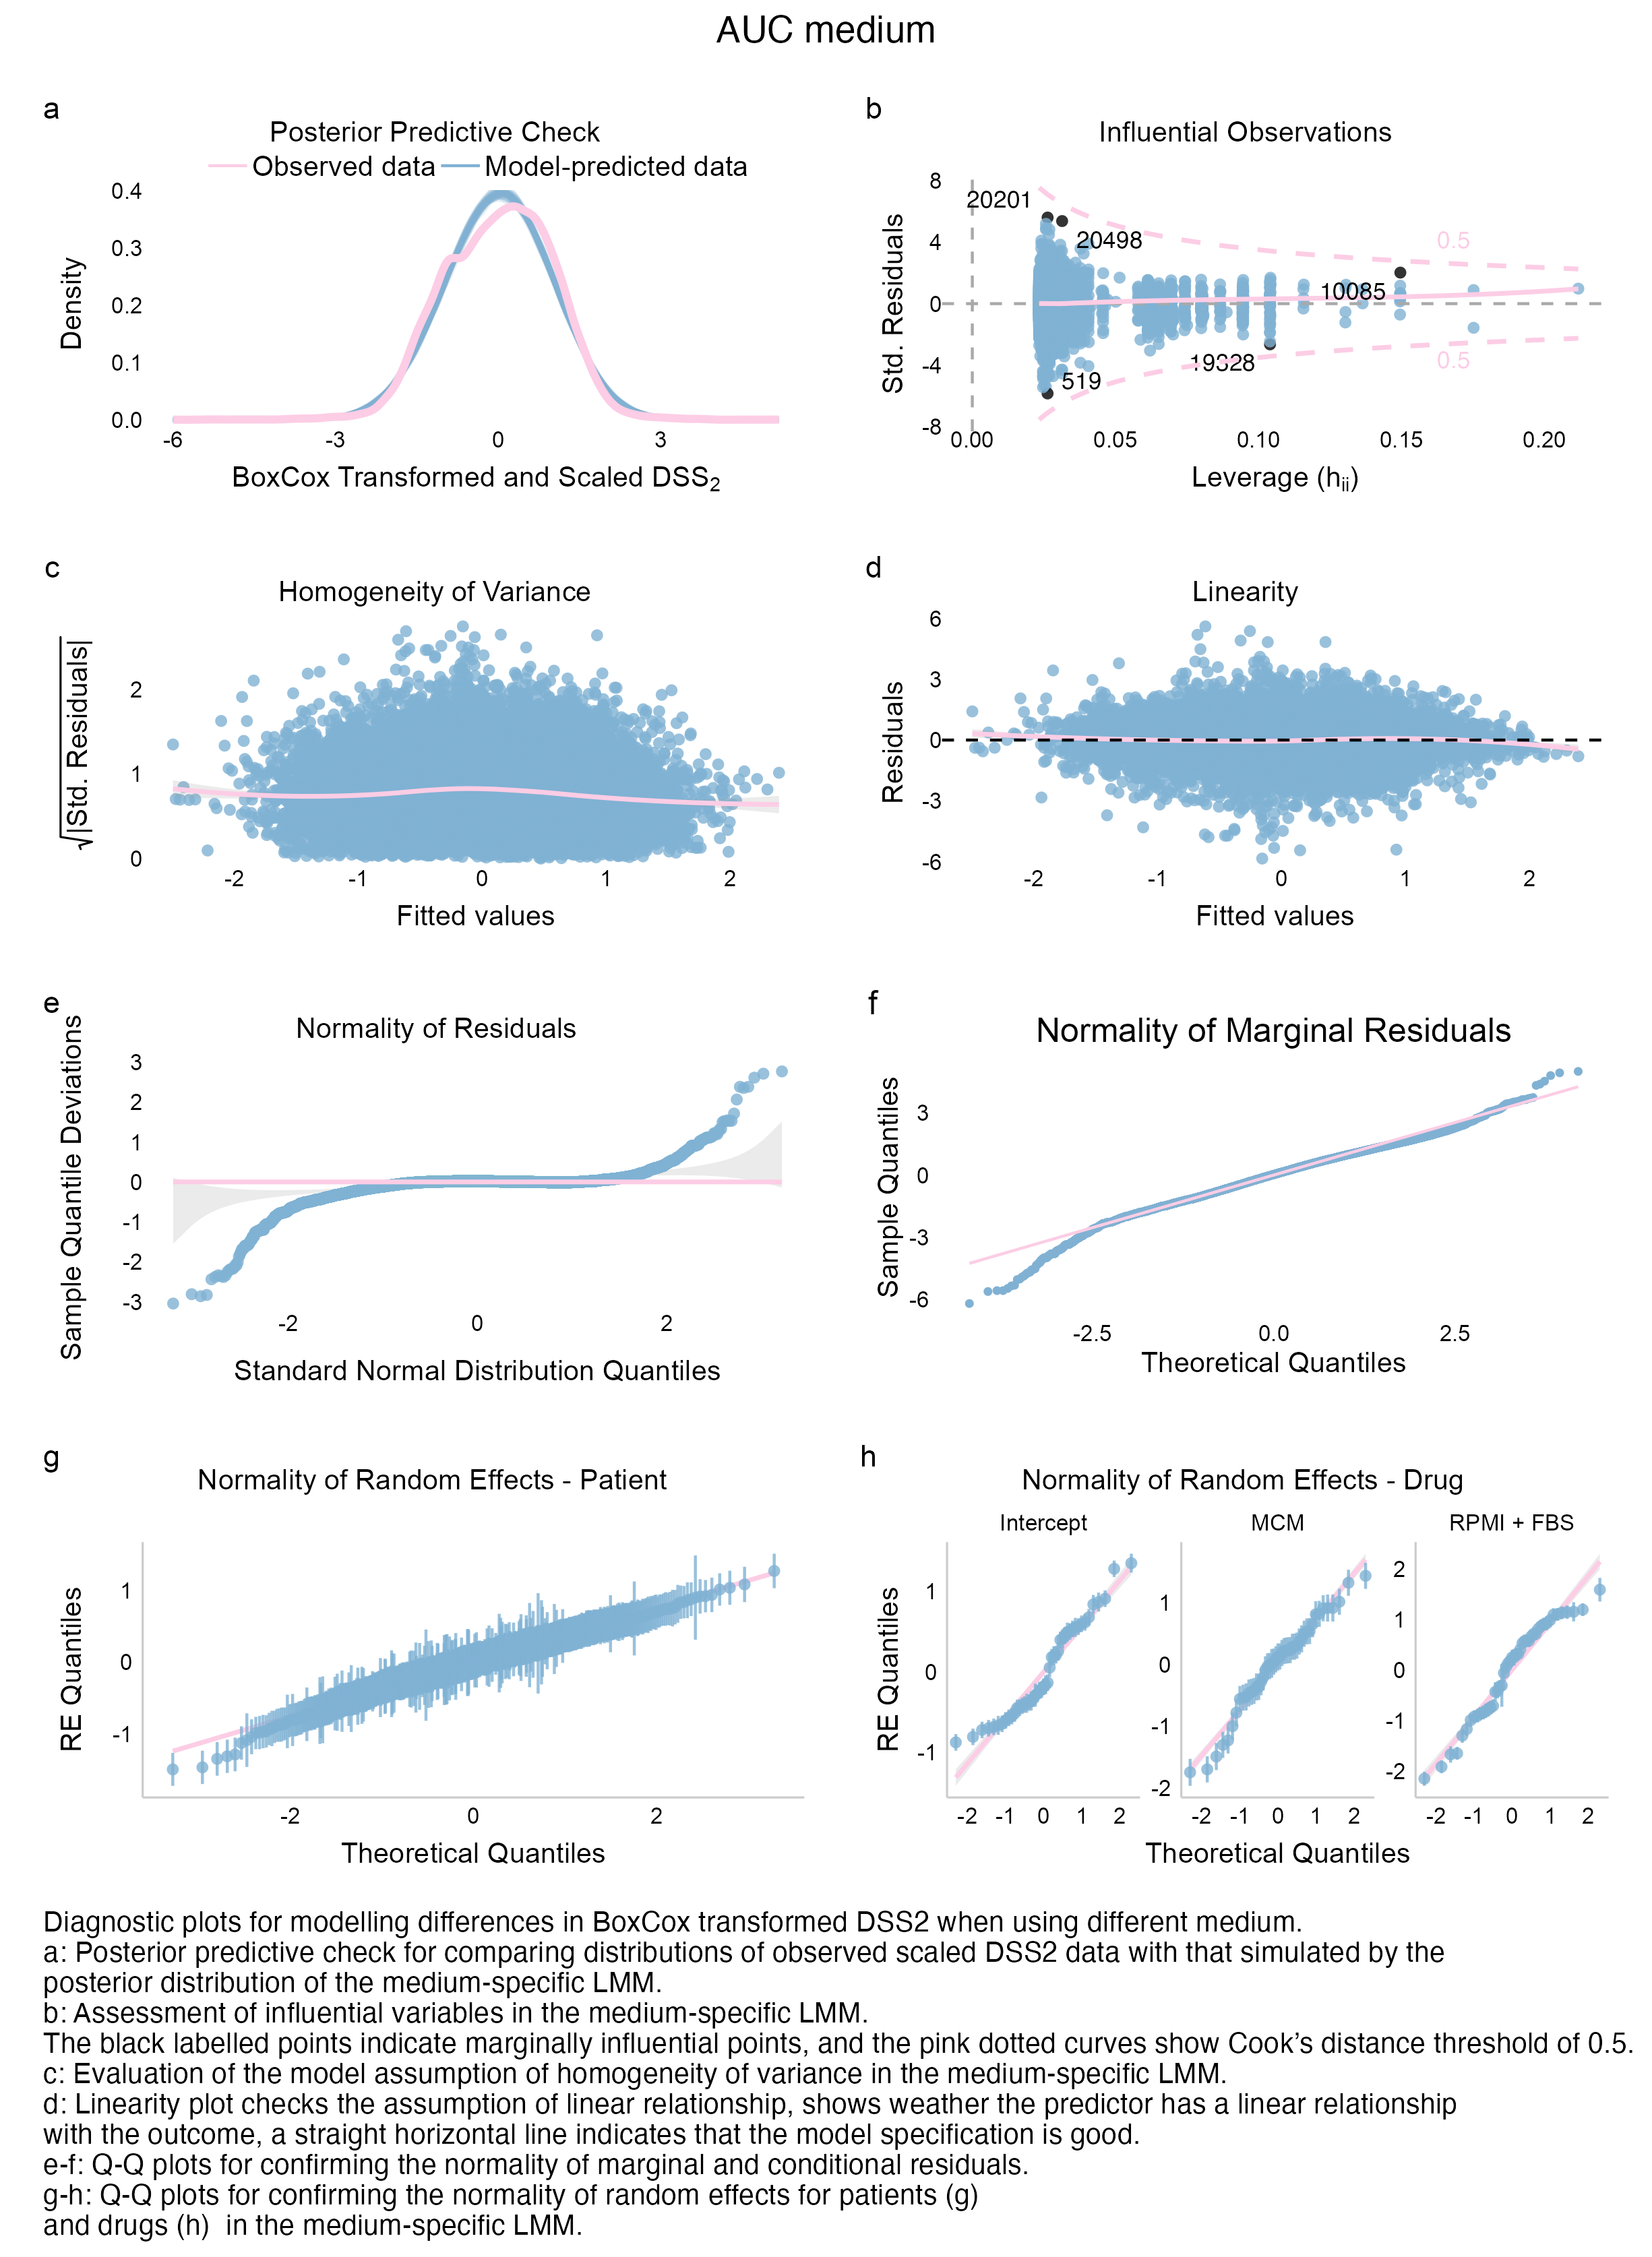 AUC medium
a
Posterior Predictive Check
Observed data Model-predicted data
0.4
0.3
0.2
0.1
0.0
Density
-6 -3 0 3
BoxCox Transformed and Scaled DSS2
b
Influential Observations
8
4
0
-4
-8
Std. Residuals
20201
20498
0.5
10085
19328
0.5
519
0.00 0.05 0.10 0.15 0.20
Leverage (hii)
c
Homogeneity of Variance
2
1
0
√|Std. Residuals|
-2 -1 0 1 2
Fitted values
d
Linearity
6
3
0
-3
-6
Residuals
-2 -1 0 1 2
Fitted values
e
Normality of Residuals
3
2
1
0
-1
-2
-3
Sample Quantile Deviations
-2 0 2
Standard Normal Distribution Quantiles
f
Normality of Marginal Residuals
3
0
-3
-6
Sample Quantiles
-2.5 0.0 2.5
Theoretical Quantiles
g
Normality of Random Effects - Patient
1
0
-1
RE Quantiles
-2 0 2
Theoretical Quantiles
h
Normality of Random Effects - Drug
Intercept MCM RPMI + FBS
RE Quantiles
1
0
-1
1
0
-1
-2
2
1
0
-1
-2
-2 -1 0 1 2 -2 -1 0 1 2 -2 -1 0 1 2
Theoretical Quantiles
Diagnostic plots for modelling differences in BoxCox transformed DSS2 when using different medium.
a: Posterior predictive check for comparing distributions of observed scaled DSS2 data with that simulated by the
posterior distribution of the medium-specific LMM.
b: Assessment of influential variables in the medium-specific LMM.
The black labelled points indicate marginally influential points, and the pink dotted curves show Cook’s distance threshold of 0.5.
c: Evaluation of the model assumption of homogeneity of variance in the medium-specific LMM.
d: Linearity plot checks the assumption of linear relationship, shows weather the predictor has a linear relationship
with the outcome, a straight horizontal line indicates that the model specification is good.
e-f: Q-Q plots for confirming the normality of marginal and conditional residuals.
g-h: Q-Q plots for confirming the normality of random effects for patients (g)
and drugs (h)  in the medium-specific LMM.